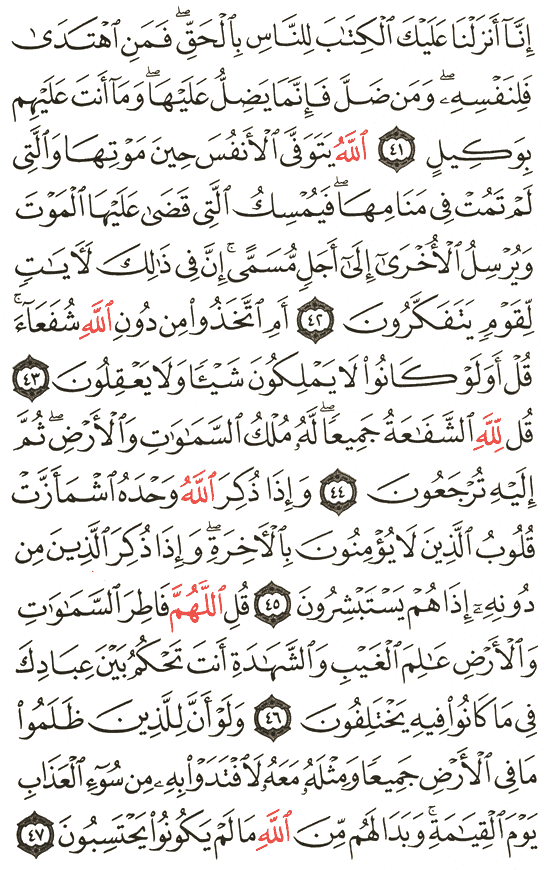 إِنَّآ أَنزَلْنَا عَلَيْكَ ٱلْكِتَٰبَ لِلنَّاسِ بِٱلْحَقِّ ۖ فَمَنِ ٱهْتَدَىٰ
فَلِنَفْسِهِۦ ۖ وَمَن ضَلَّ فَإِنَّمَا يَضِلُّ عَلَيْهَا ۖ وَمَآ أَنتَ عَلَيْهِم
بِوَكِيلٍ ٤١ ٱللَّهُ يَتَوَفَّى ٱلْأَنفُسَ حِينَ مَوْتِهَا وَٱلَّتِى
لَمْ تَمُتْ فِى مَنَامِهَا ۖ فَيُمْسِكُ ٱلَّتِى قَضَىٰ عَلَيْهَا ٱلْمَوْتَ
وَيُرْسِلُ ٱلْأُخْرَىٰٓ إِلَىٰٓ أَجَلٍ مُّسَمًّى ۚ إِنَّ فِى ذَٰلِكَ لَءَايَٰتٍ
لِّقَوْمٍ يَتَفَكَّرُونَ ٤٢ أَمِ ٱتَّخَذُوا۟ مِن دُونِ ٱللَّهِ شُفَعَآءَ ۚ
قُلْ أَوَلَوْ كَانُوا۟ لَا يَمْلِكُونَ شَيْـًٔا وَلَا يَعْقِلُونَ ٤٣
قُل لِّلَّهِ ٱلشَّفَٰعَةُ جَمِيعًا ۖ لَّهُۥ مُلْكُ ٱلسَّمَٰوَٰتِ وَٱلْأَرْضِ ۖ ثُمَّ
إِلَيْهِ تُرْجَعُونَ ٤٤ وَإِذَا ذُكِرَ ٱللَّهُ وَحْدَهُ ٱشْمَأَزَّتْ
قُلُوبُ ٱلَّذِينَ لَا يُؤْمِنُونَ بِٱلْءَاخِرَةِ ۖ وَإِذَا ذُكِرَ ٱلَّذِينَ مِن
دُونِهِۦٓ إِذَا هُمْ يَسْتَبْشِرُونَ ٤٥ قُلِ ٱللَّهُمَّ فَاطِرَ ٱلسَّمَٰوَٰتِ
وَٱلْأَرْضِ عَٰلِمَ ٱلْغَيْبِ وَٱلشَّهَٰدَةِ أَنتَ تَحْكُمُ بَيْنَ عِبَادِكَ
فِى مَا كَانُوا۟ فِيهِ يَخْتَلِفُونَ ٤٦ وَلَوْ أَنَّ لِلَّذِينَ ظَلَمُوا۟
مَا فِى ٱلْأَرْضِ جَمِيعًا وَمِثْلَهُۥ مَعَهُۥ لَٱفْتَدَوْا۟ بِهِۦ مِن سُوٓءِ ٱلْعَذَابِ
يَوْمَ ٱلْقِيَٰمَةِ ۚ وَبَدَا لَهُم مِّنَ ٱللَّهِ مَا لَمْ يَكُونُوا۟ يَحْتَسِبُونَ ٤٧